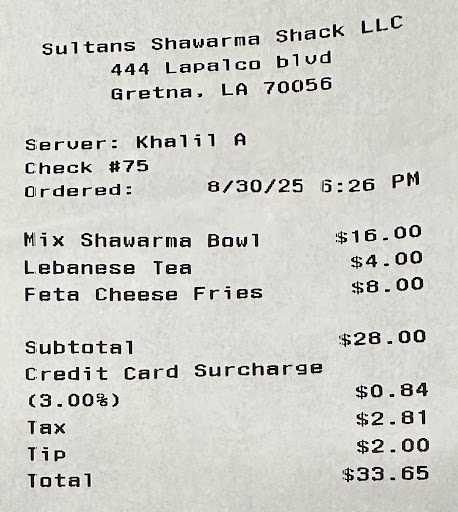 Sultans Shawarma Shack LLC
444 Lapalco blvd
Gretna, LA 70056
Server: Khalil A
Check #75
Ordered: 8/30/25 6:26 PM
Mix Shawarma Bowl $16.00
Lebanese Tea $4.00
Feta Cheese Fries $8.00
Subtotal $28.00
Credit Card Surcharge
(3.00%) $0.84
Tax $2.81
Tip $2.00
Total $33.65